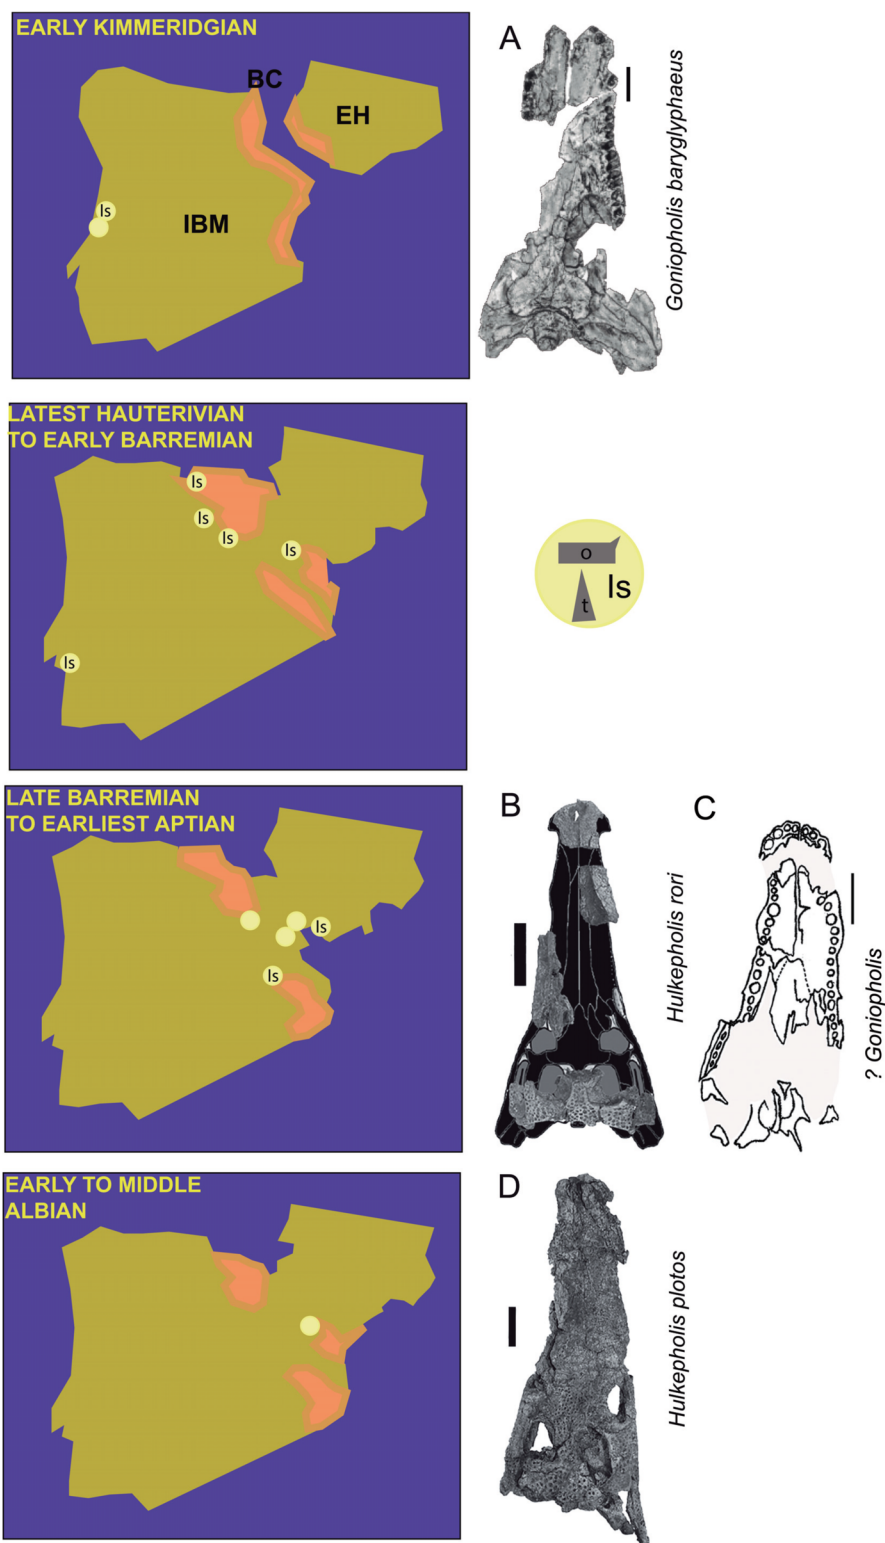 EARLY KIMMERIDGIAN
BC
EH
IBM
Is
A
Goniopholis baryglyphaeus
LATEST HAUTERIVIAN
TO EARLY BARREMIAN
Is
Is
Is
Is
Is
o
Is
t
LATE BARREMIAN
TO EARLIEST APTIAN
Is
Is
B
Hulkepholis rori
C
? Goniopholis
EARLY TO MIDDLE
ALBIAN
D
Hulkepholis plotos